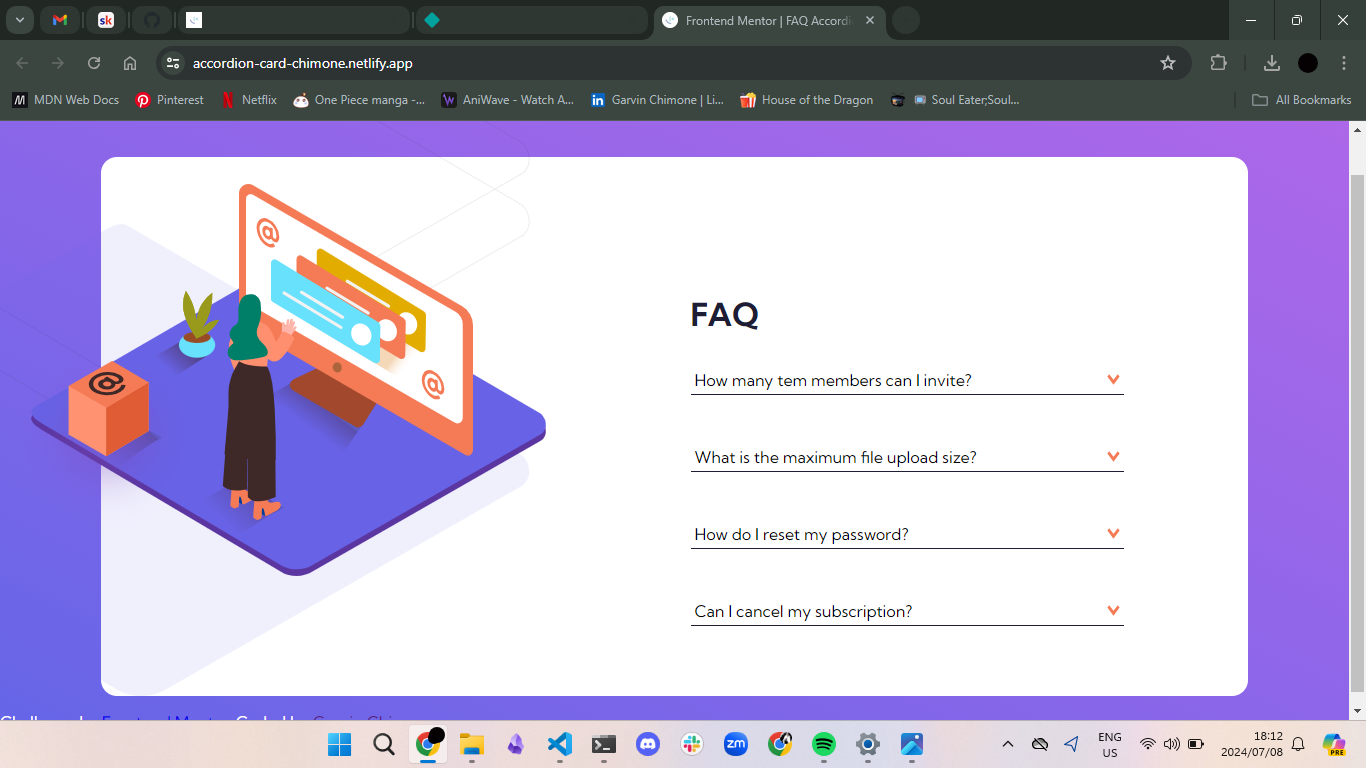 sk
Frontend Mentor | FAQ Accordi
accordion-card-chimone.netlify.app
MDN Web Docs
Pinterest
Netflix
One Piece manga -...
AniWave - Watch A...
Garvin Chimone | Li...
House of the Dragon
Soul Eater;Soul...
All Bookmarks
@
@
@
FAQ
How many tem members can I invite?
What is the maximum file upload size?
How do I reset my password?
Can I cancel my subscription?
zm
ENG
US
18:12
2024/07/08
PRE